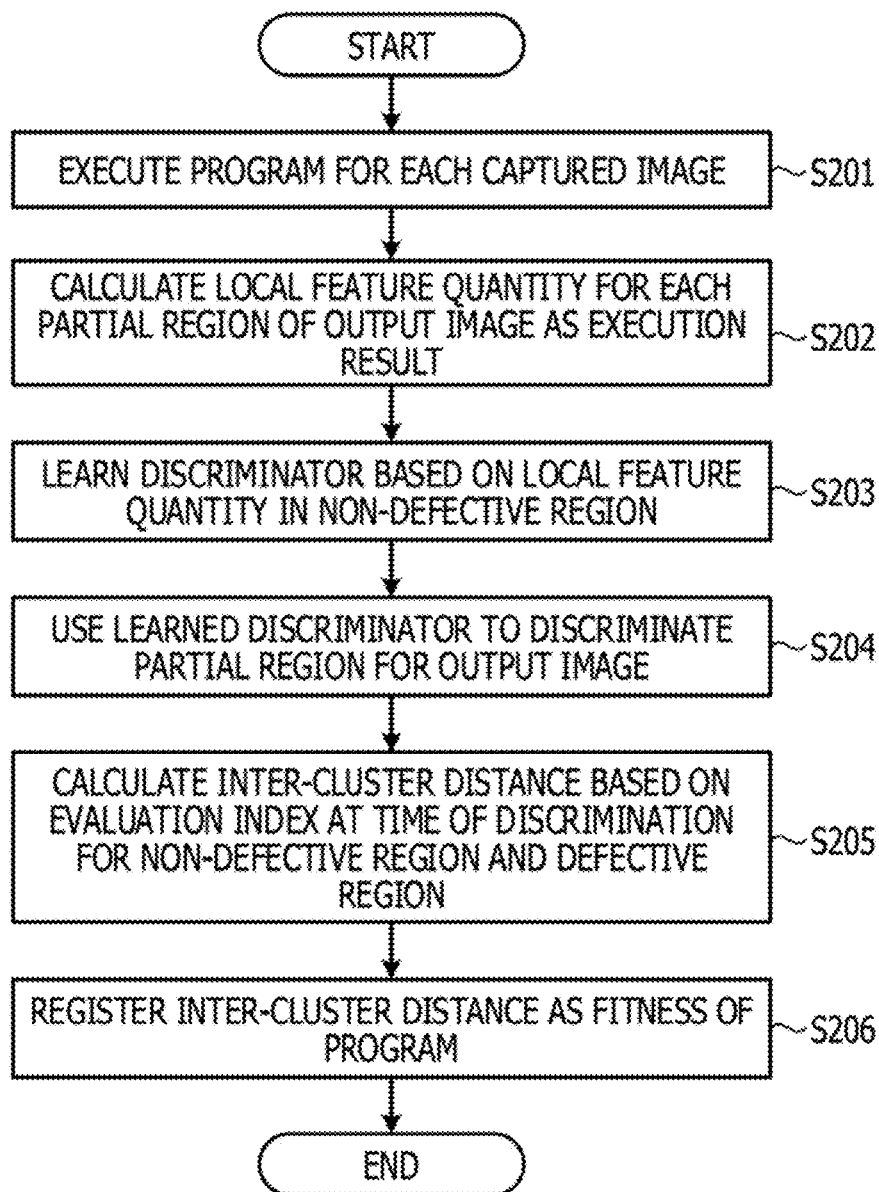 START
EXECUTE PROGRAM FOR EACH CAPTURED IMAGE
S201
CALCULATE LOCAL FEATURE QUANTITY FOR EACH
PARTIAL REGION OF OUTPUT IMAGE AS EXECUTION
RESULT
S202
LEARN DISCRIMINATOR BASED ON LOCAL FEATURE
QUANTITY IN NON-DEFECTIVE REGION
S203
USE LEARNED DISCRIMINATOR TO DISCRIMINATE
PARTIAL REGION FOR OUTPUT IMAGE
S204
CALCULATE INTER-CLUSTER DISTANCE BASED ON
EVALUATION INDEX AT TIME OF DISCRIMINATION
FOR NON-DEFECTIVE REGION AND DEFECTIVE
REGION
S205
REGISTER INTER-CLUSTER DISTANCE AS FITNESS OF
PROGRAM
S206
END